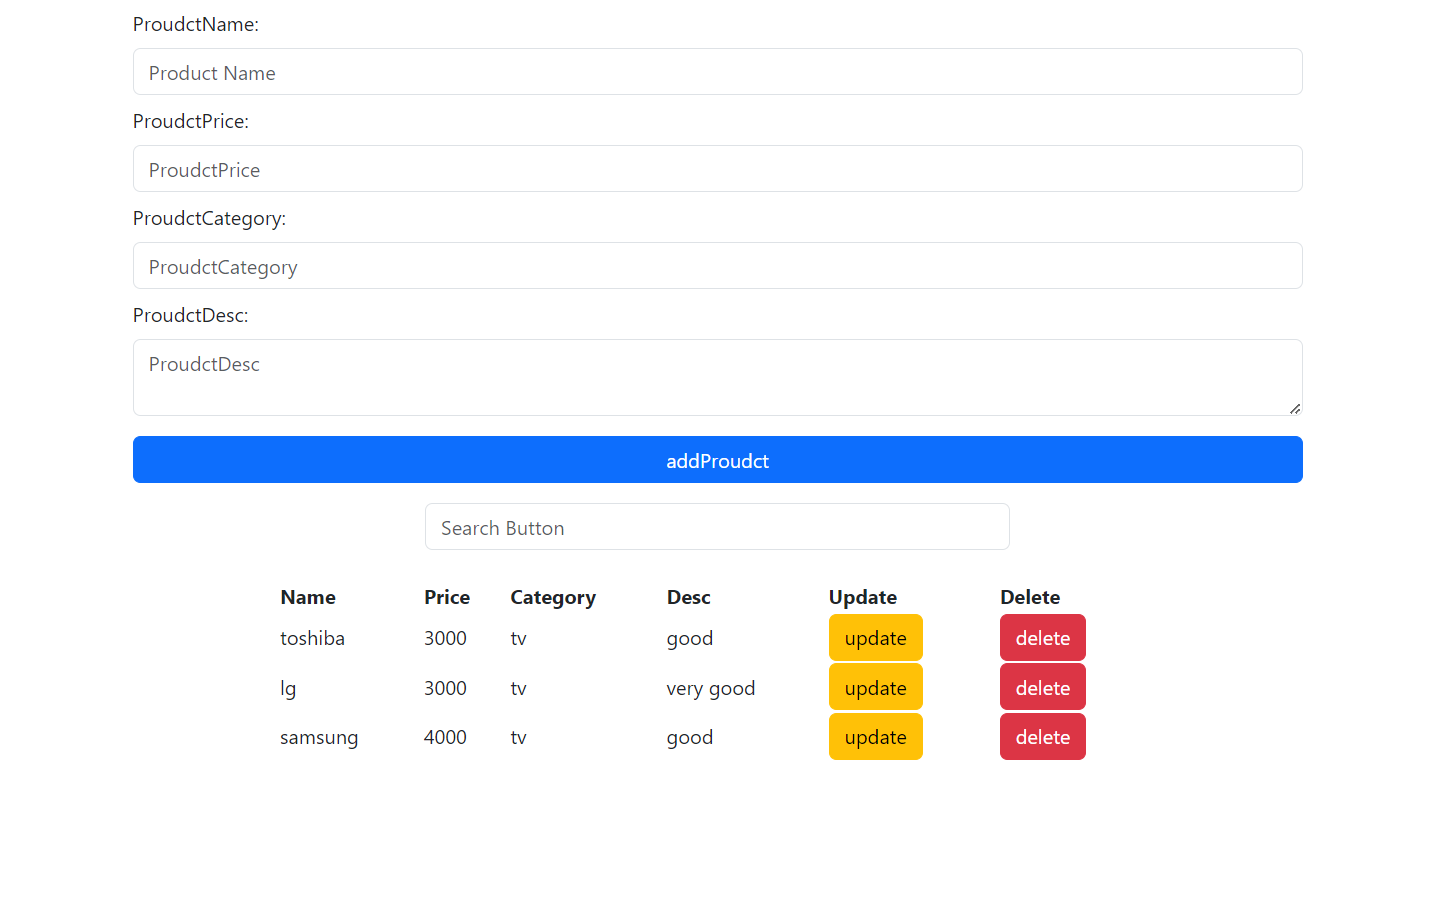 ProudctName:
Product Name
ProudctPrice:
ProudctPrice
ProudctCategory:
ProudctCategory
ProudctDesc:
ProudctDesc
addProudct
Search Button
Name Price Category Desc Update Delete
toshiba 3000 tv good update delete
lg 3000 tv very good update delete
samsung 4000 tv good update delete